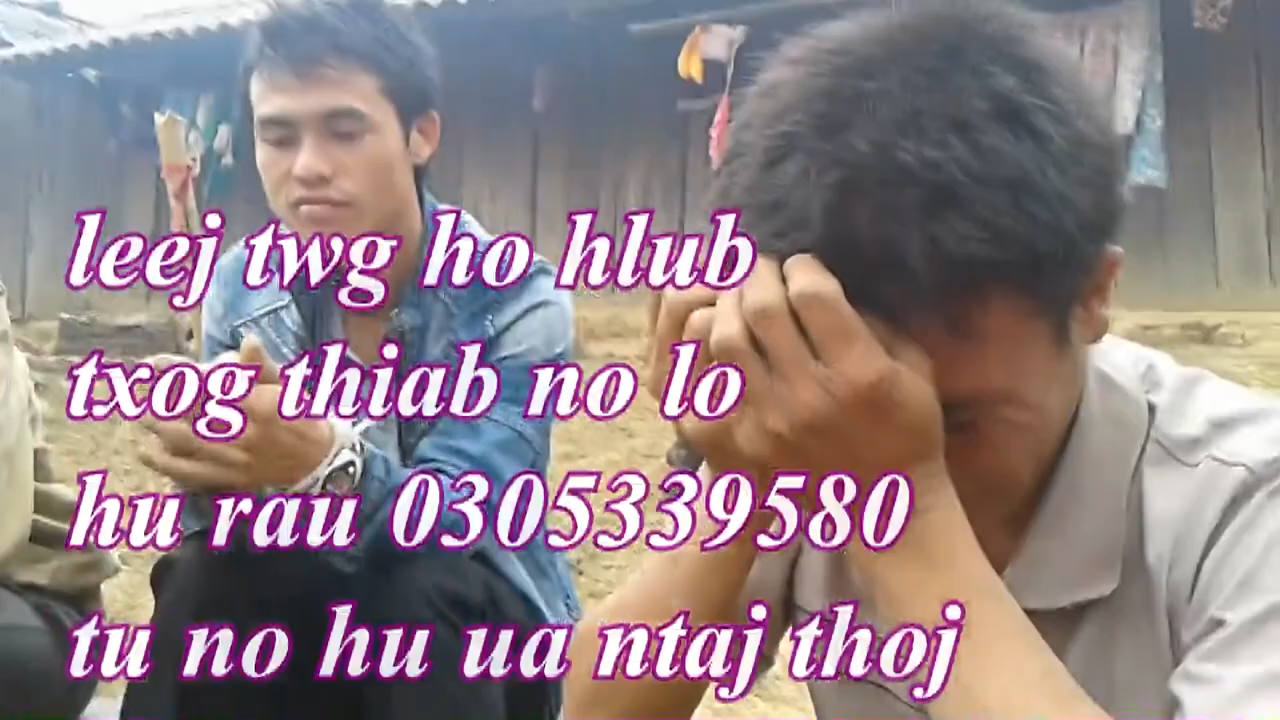 leej twg ho hlub
txog thiab no lo
hu rau 0305339580
tu no hu ua ntaj thoj